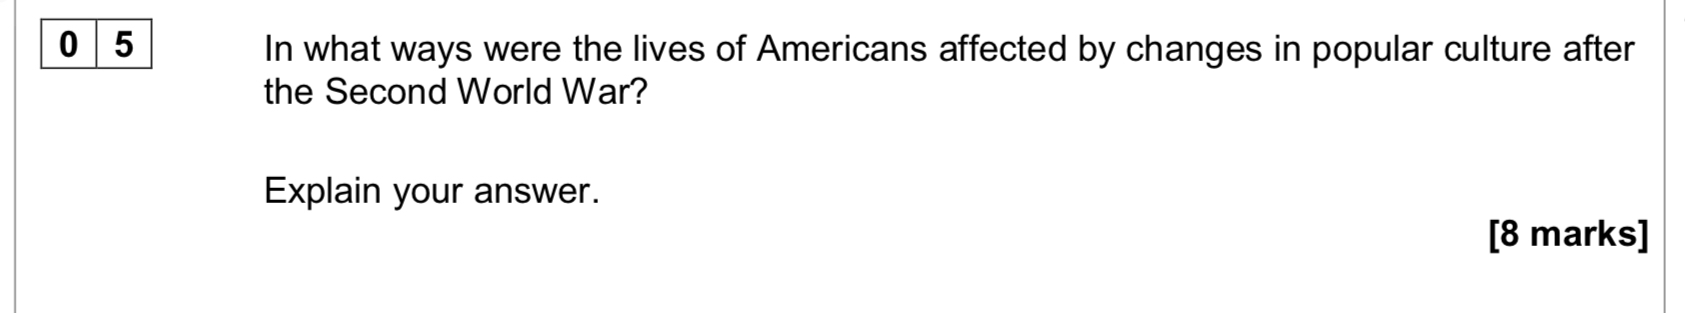 0 5 In what ways were the lives of Americans affected by changes in popular culture after
the Second World War?
Explain your answer.
[8 marks]